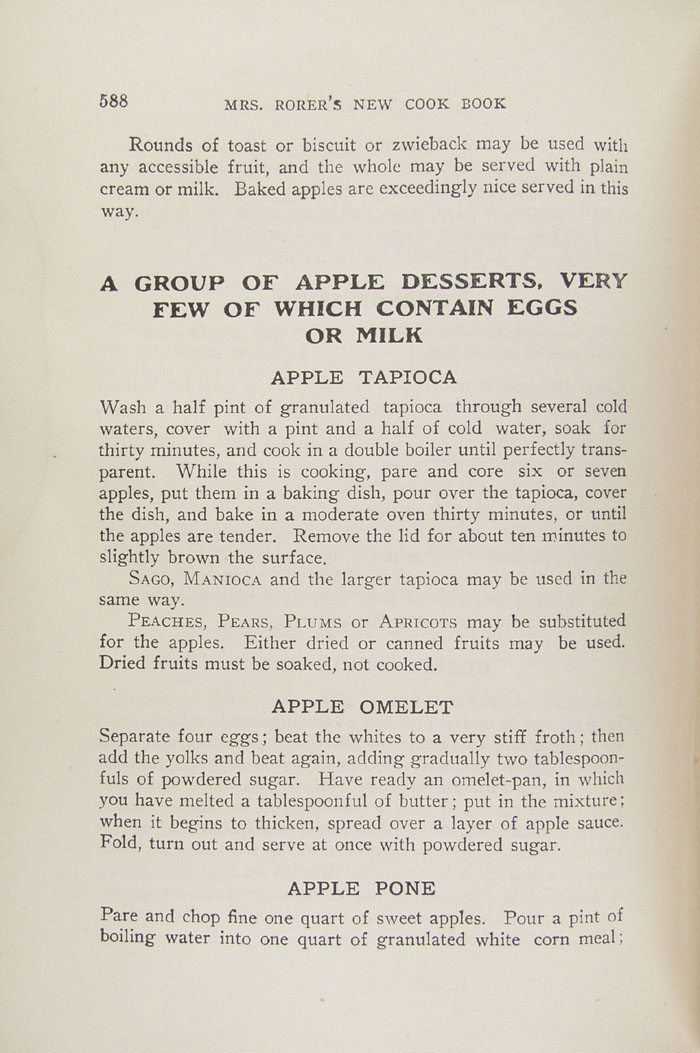 588
MRS. RORER'S NEW COOK BOOK
Rounds of toast or biscuit or zwieback may be used with
any accessible fruit, and the whole may be served with plain
cream or milk. Baked apples are exceedingly nice served in this
way.
A GROUP OF APPLE DESSERTS, VERY
FEW OF WHICH CONTAIN EGGS
OR MILK
APPLE TAPIOCA
Wash a half pint of granulated tapioca through several cold
waters, cover with a pint and a half of cold water, soak for
thirty minutes, and cook in a double boiler until perfectly trans-
parent. While this is cooking, pare and core six or seven
apples, put them in a baking dish, pour over the tapioca, cover
the dish, and bake in a moderate oven thirty minutes, or until
the apples are tender. Remove the lid for about ten minutes to
slightly brown the surface.
SAGO, MANIOCA and the larger tapioca may be used in the
same way.
PEACHES, PEARS, PLUMS or APRICOTS may be substituted
for the apples. Either dried or canned fruits may be used.
Dried fruits must be soaked, not cooked.
APPLE OMELET
Separate four eggs; beat the whites to a very stiff froth; then
add the yolks and beat again, adding gradually two tablespoon-
fuls of powdered sugar. Have ready an omelet-pan, in which
you have melted a tablespoonful of butter; put in the mixture;
when it begins to thicken, spread over a layer of apple sauce.
Fold, turn out and serve at once with powdered sugar.
APPLE PONE
Pare and chop fine one quart of sweet apples. Pour a pint of
boiling water into one quart of granulated white corn meal;